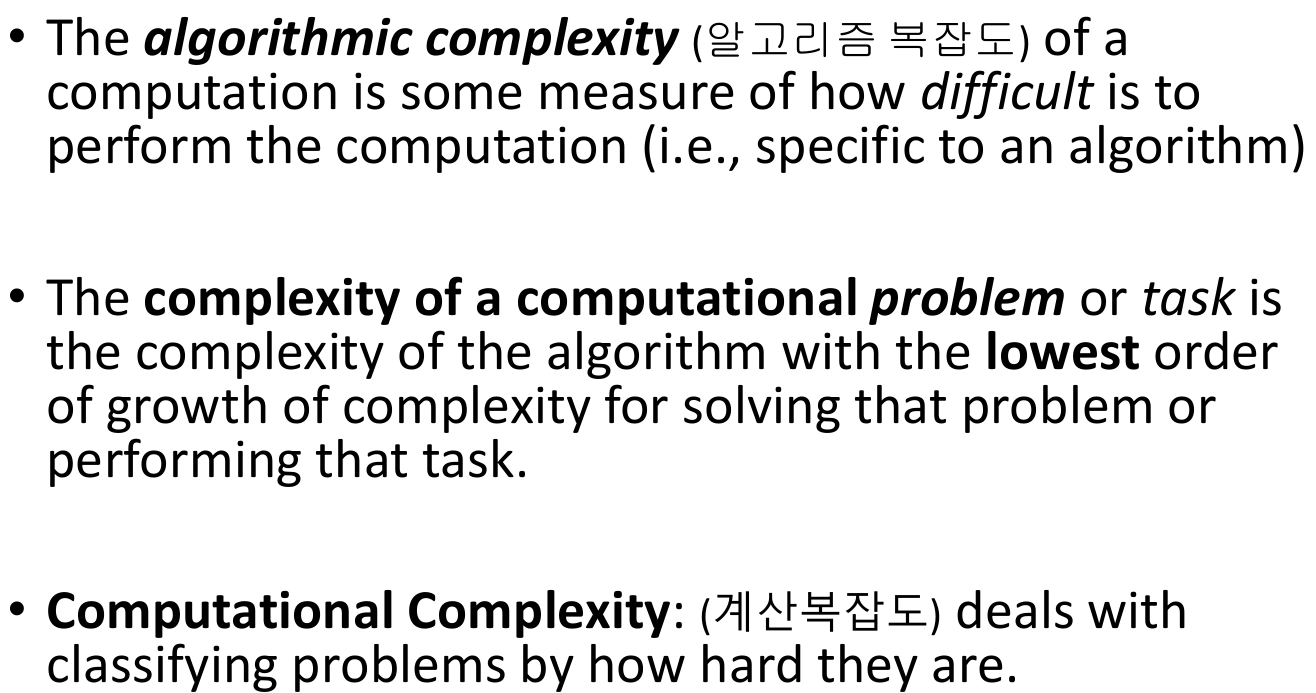 • The algorithmic complexity (알고리즘 복잡도) of a
computation is some measure of how difficult is to
perform the computation (i.e., specific to an algorithm)
• The complexity of a computational problem or task is
the complexity of the algorithm with the lowest order
of growth of complexity for solving that problem or
performing that task.
• Computational Complexity: (계산복잡도) deals with
classifying problems by how hard they are.